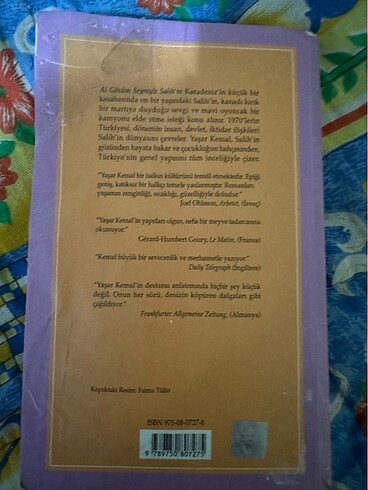 Al Gözüm Seyreyle Salih'te Karadeniz'in küçük bir
kasabasında on bir yaşındaki Salih'in, kanadı kırık
bir martıya duyduğu sevgi ve mavi oyuncak bir
kamyonu elde etme isteği konu alınır. 1970'lerin
Türkiyesi, dönemin insan, devlet, iktidar ilişkileri
Salih'in dünyasını çevreler. Yaşar Kemal, Salih'in
gözünden hayata bakar ve çocukluğun bahçesinden,
Türkiye'nin genel yapısını tüm inceliğiyle çizer.
"Yaşar Kemal bir halkın kültürünü temsil etmektedir. Eşiği
geniş, katıksız bir halkçı temele yaslanmıştır. Romanları
yaşamın zenginliği, sıcaklığı, güzelliğiyle doludur."
Joel Ohlsson, Arbetet, (İsveç)
"Yaşar Kemal'in yapıtları olgun, nefis bir meyve tadarcasına
okunuyor."
Gérard-Humbert Goury, Le Matin, (Fransa)
"Kemal büyük bir sevecenlik ve merhametle yazıyor."
Daily Telegraph (İngiltere)
"Yaşar Kemal'in destansı anlatımında hiçbir şey küçük
değil. Onun her sözü, denizin köpüren dalgaları gibi
çağıldıyor."
Frankfurter Allgemeine Zeitung, (Almanya)
Kapaktaki Resim: Fatma Tülin
ISBN 975-08-0727-8
9 789750 807275